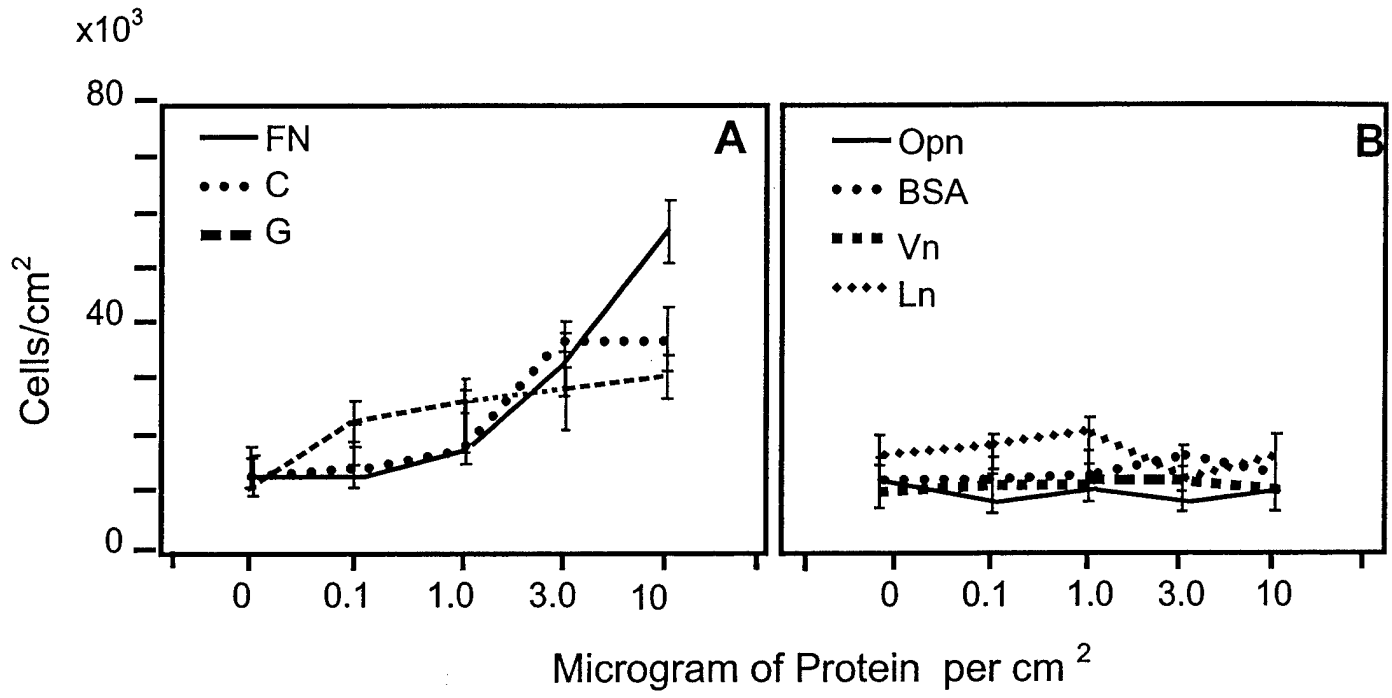 x10³
80
40
0
Cells/cm²
FN
C
G
A
0 0.1 1.0 3.0 10
Opn
BSA
Vn
Ln
B
0 0.1 1.0 3.0 10
Microgram of Protein per cm ²